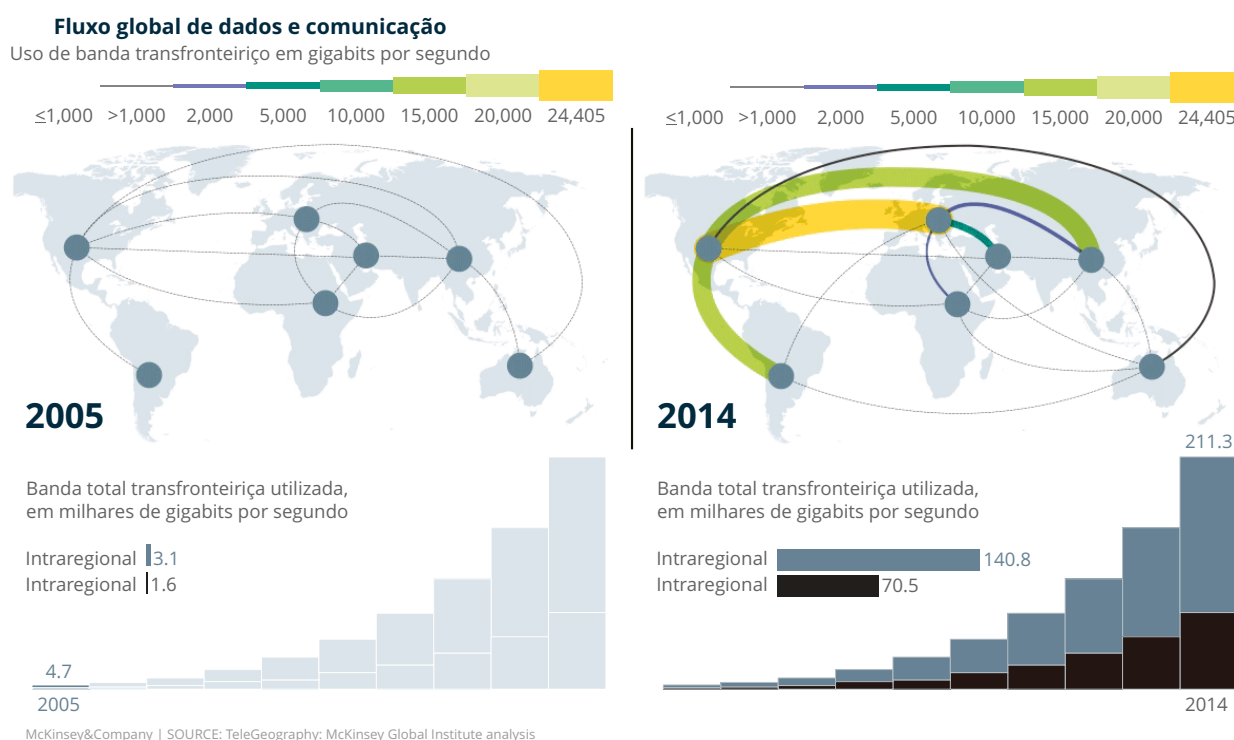 Fluxo global de dados e comunicação
Uso de banda transfronteiriço em gigabits por segundo
≤1,000 >1,000 2,000 5,000 10,000 15,000 20,000 24,405
≤1,000 >1,000 2,000 5,000 10,000 15,000 20,000 24,405
2005
2014
Banda total transfronteiriça utilizada,
em milhares de gigabits por segundo
Intraregional 3.1
Intraregional 1.6
4.7
2005
211.3
Banda total transfronteiriça utilizada,
em milhares de gigabits por segundo
Intraregional 140.8
Intraregional 70.5
2014
McKinsey&Company | SOURCE: TeleGeography: McKinsey Global Institute analysis